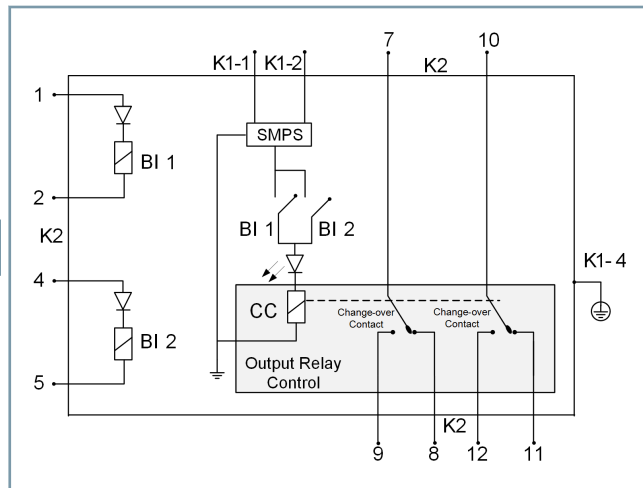 7
10
K1-1
K1-2
K2
1
SMPS
BI 1
2
BI 1
BI 2
K2
K1- 4
4
CC
Change-over
Contact
Change-over
Contact
BI 2
Output Relay
Control
5
K2
9
8
12
11